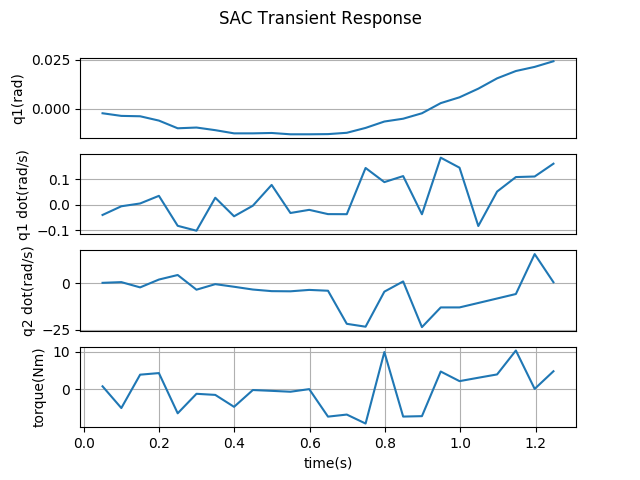 SAC Transient Response
0.025
0.000
q1(rad)
0.1
0.0
−0.1
q1 dot(rad/s)
0
−25
q2 dot(rad/s)
10
0
torque(Nm)
0.0 0.2 0.4 0.6 0.8 1.0 1.2
time(s)